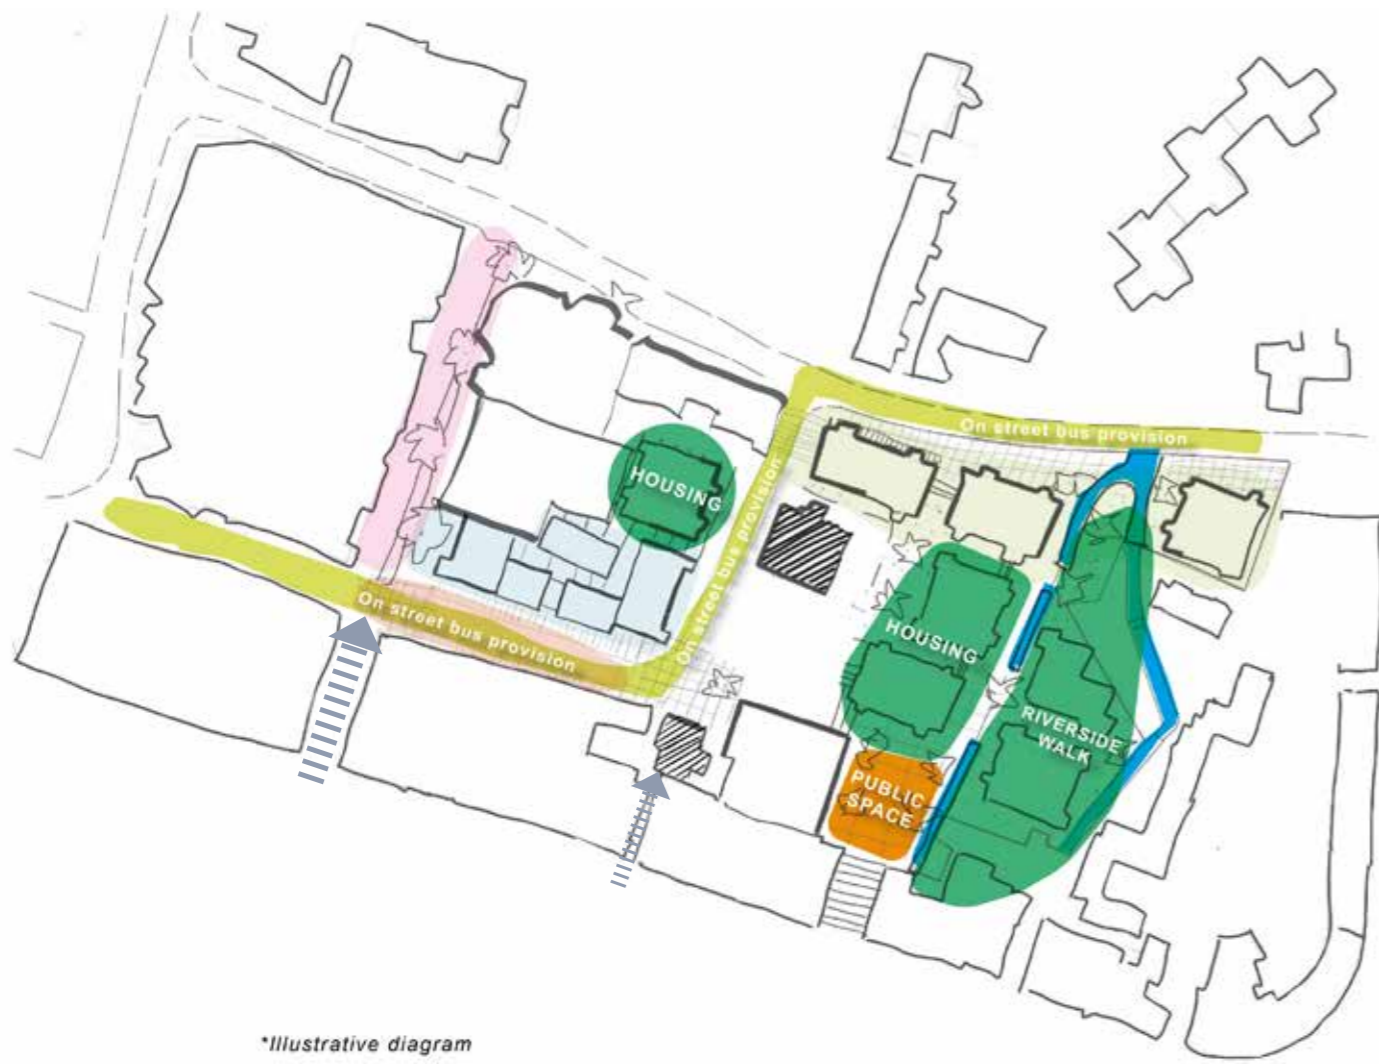 On street bus provision
HOUSING
On street bus provision
On street bus provision
HOUSING
RIVERSIDE
WALK
PUBLIC
SPACE
*Illustrative diagram